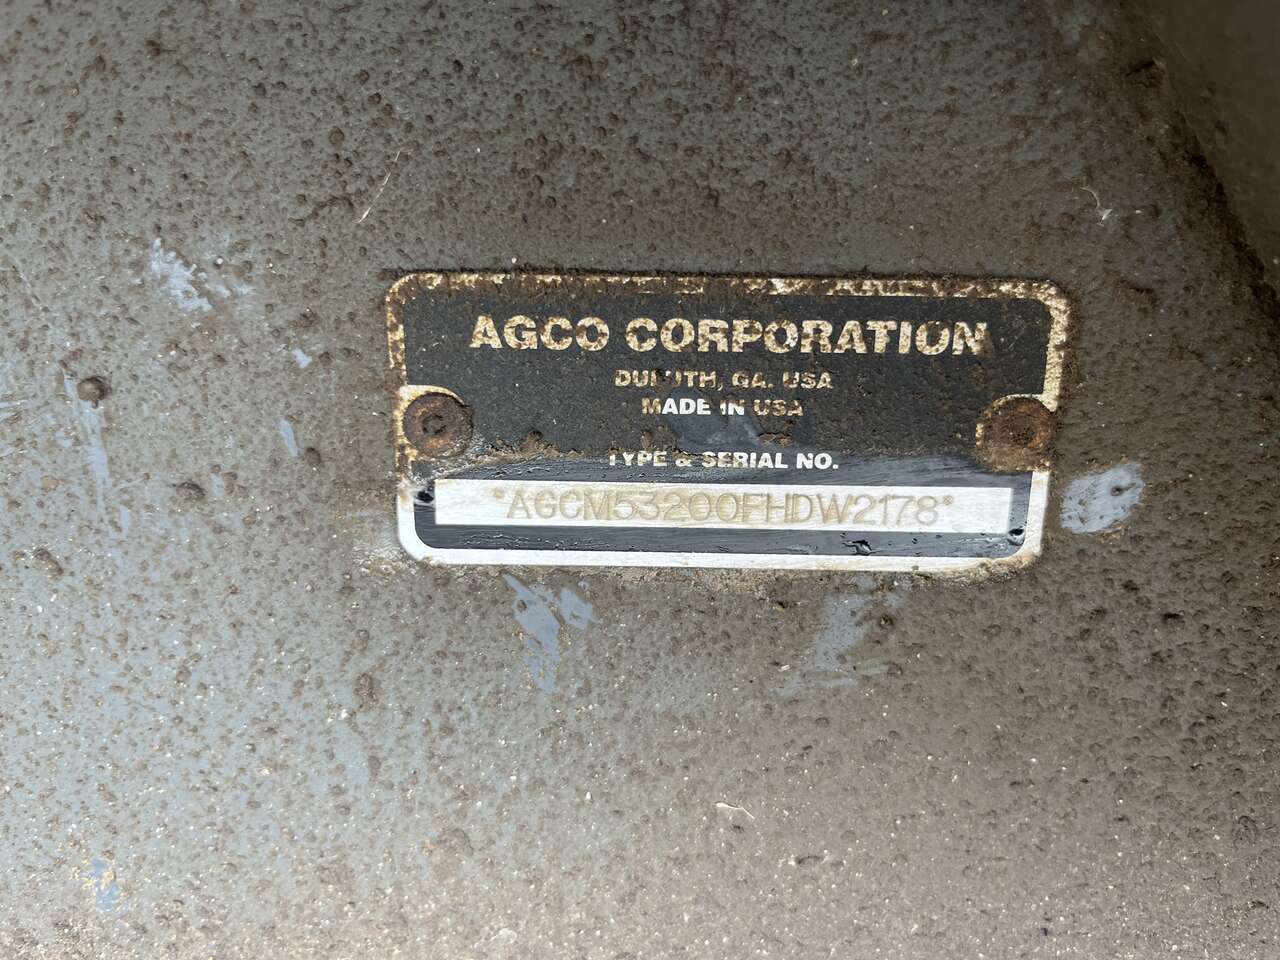 AGCO CORPORATION
DULUTH, GA. USA
MADE IN USA
TYPE & SERIAL NO.
*AGCM53200FHDW2178*